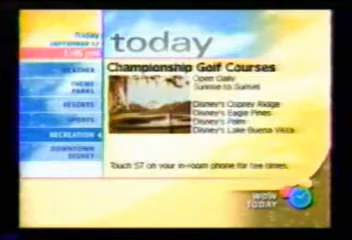 Today
SEPTEMBER 12
today
WEATHER
THEME
PARKS
RESORTS
SPORTS
RECREATION
DOWNTOWN
DISNEY
Championship Golf Courses
Open Daily
Sunrise to Sunset
Disney's Osprey Ridge
Disney's Eagle Pines
Disney's Palm
Disney's Lake Buena Vista
Touch 57 on your in-room phone for tee times.
WDW
TODAY